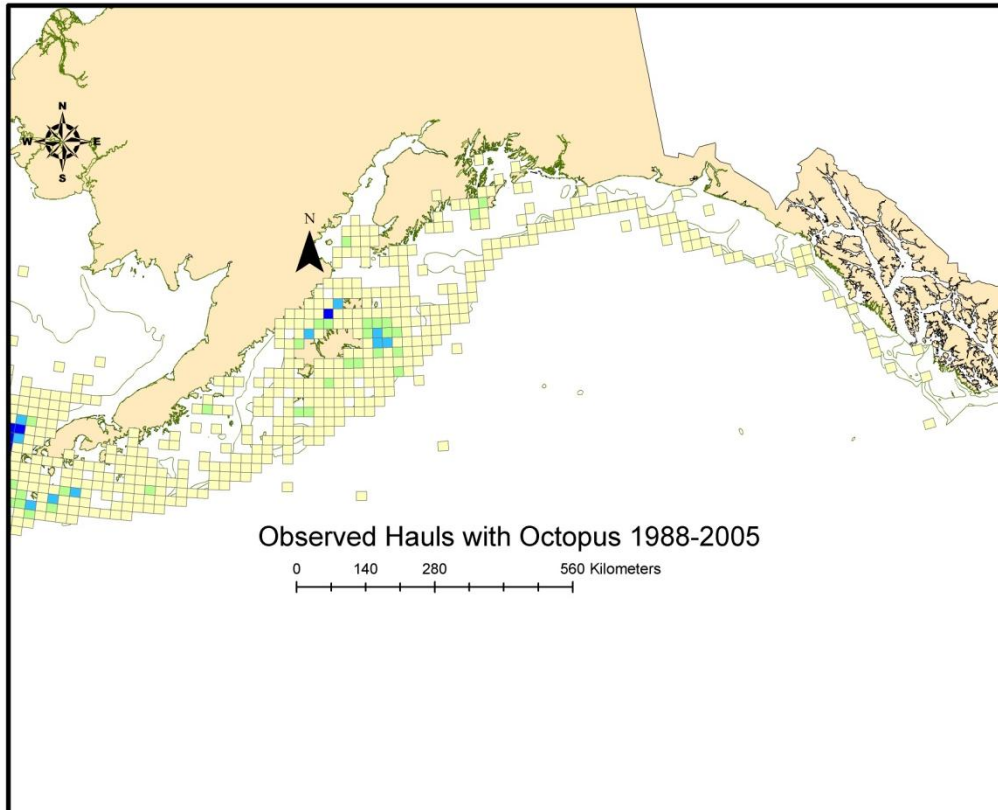 N
W E
S
N
Observed Hauls with Octopus 1988-2005
0 140 280 560 Kilometers